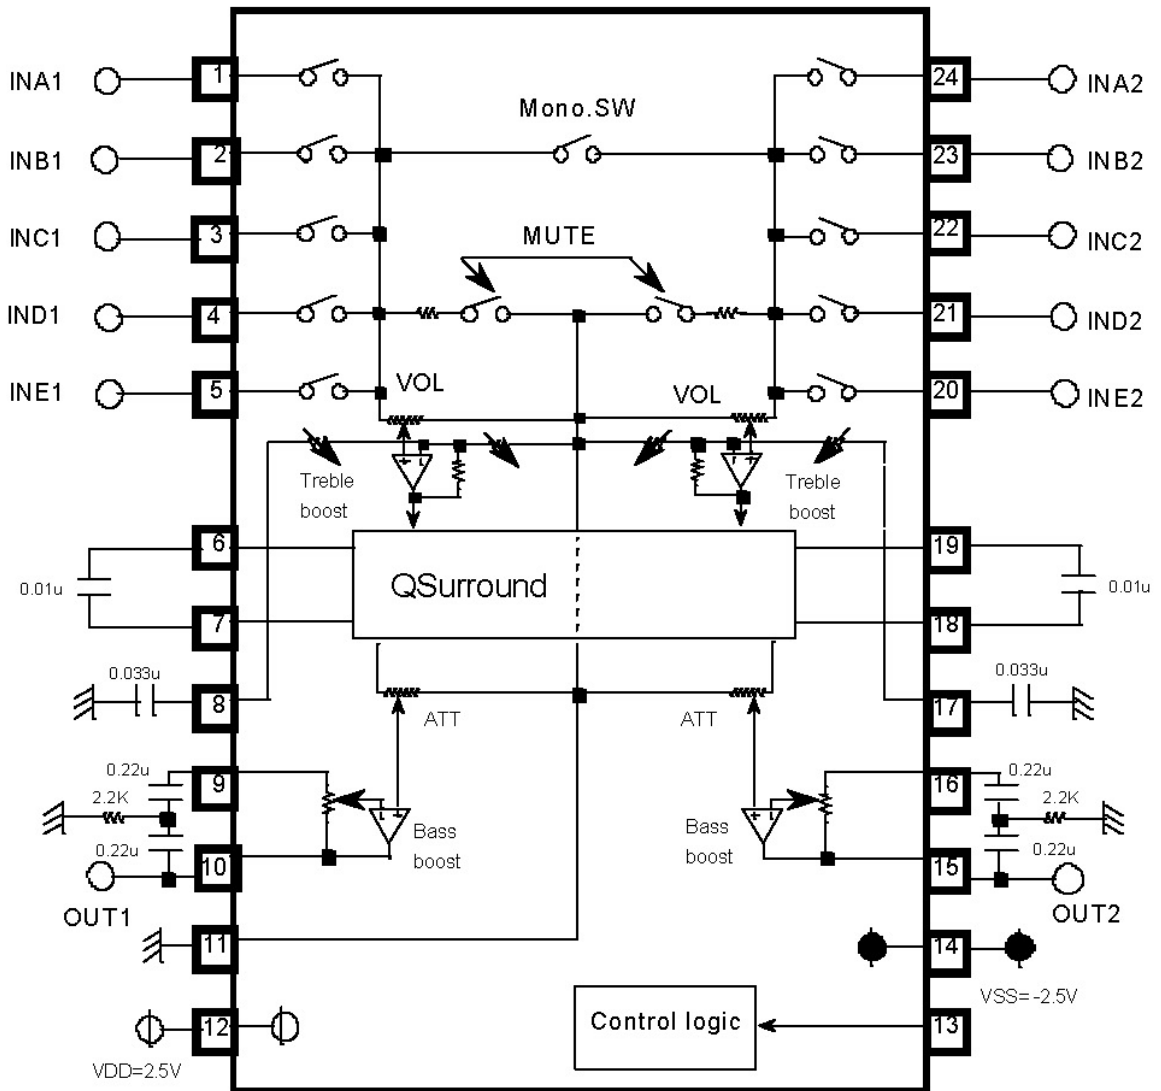 INA1
1
24
INA2
Mono.SW
INB1
2
23
INB2
INC1
3
22
INC2
MUTE
IND1
4
21
IND2
INE1
5
VOL
VOL
20
INE2
Treble
boost
Treble
boost
6
19
0.01u
QSurround
0.01u
7
18
0.033u
0.033u
8
17
ATT
ATT
0.22u
9
16
0.22u
2.2K
2.2K
Bass
boost
Bass
boost
0.22u
10
15
0.22u
OUT1
OUT2
11
14
VSS= -2.5V
12
Control logic
13
VDD=2.5V